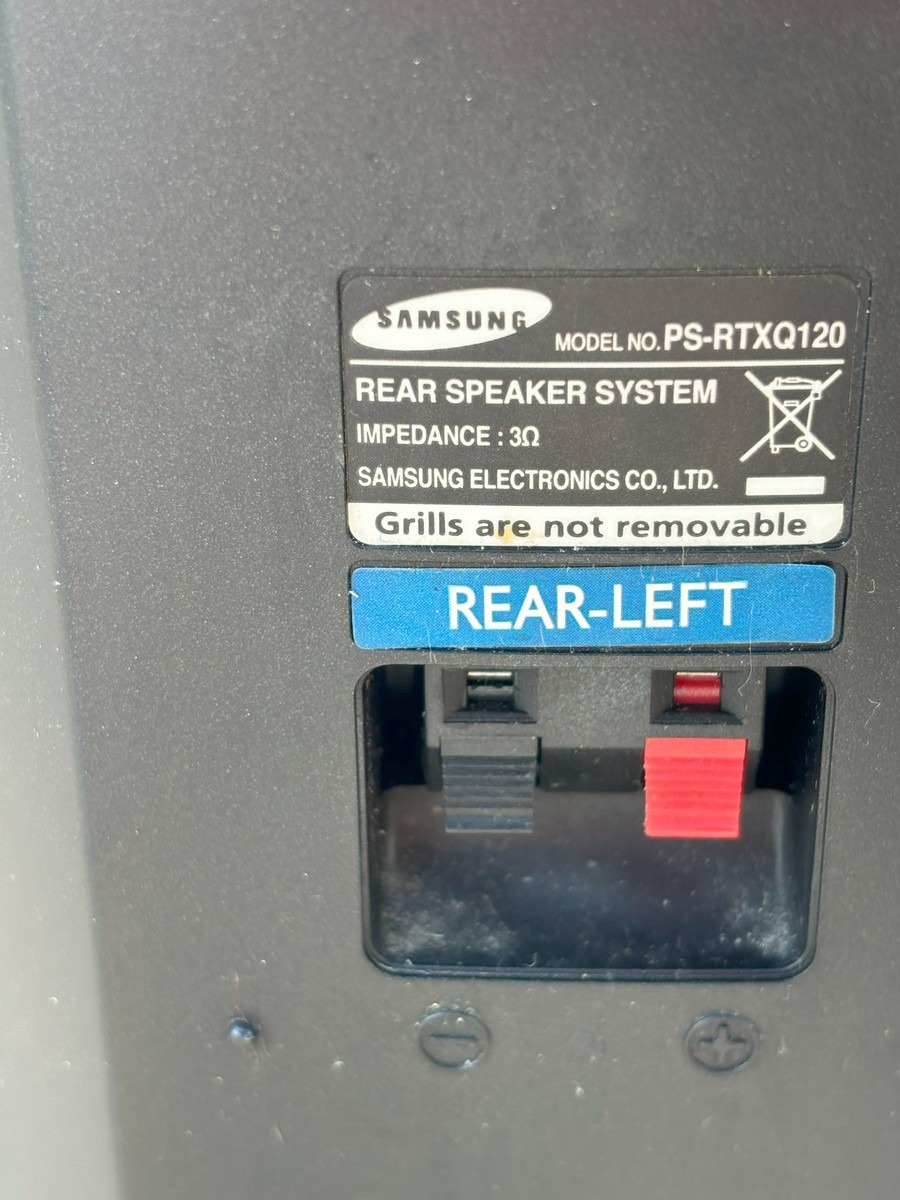 SAMSUNG
MODEL NO. PS-RTXQ120
REAR SPEAKER SYSTEM
IMPEDANCE : 3Ω
SAMSUNG ELECTRONICS CO., LTD.
Grills are not removable
REAR-LEFT
− +